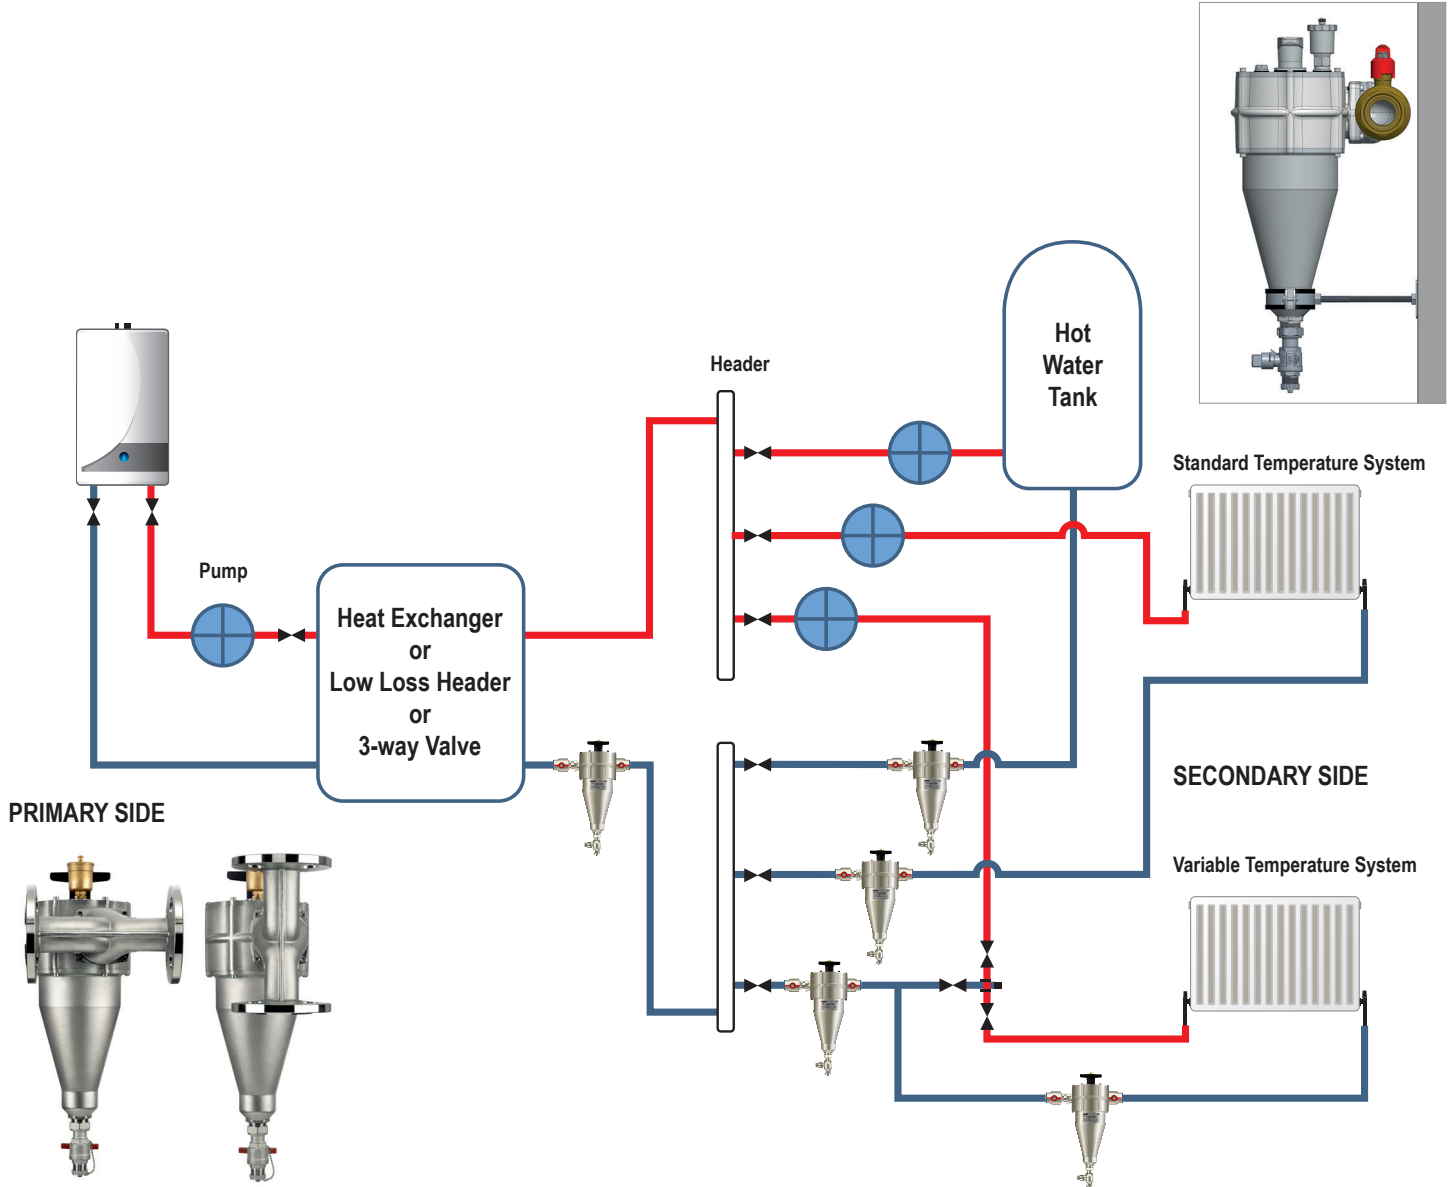 Hot
Water
Tank
Header
Standard Temperature System
Pump
Heat Exchanger
or
Low Loss Header
or
3-way Valve
SECONDARY SIDE
PRIMARY SIDE
Variable Temperature System